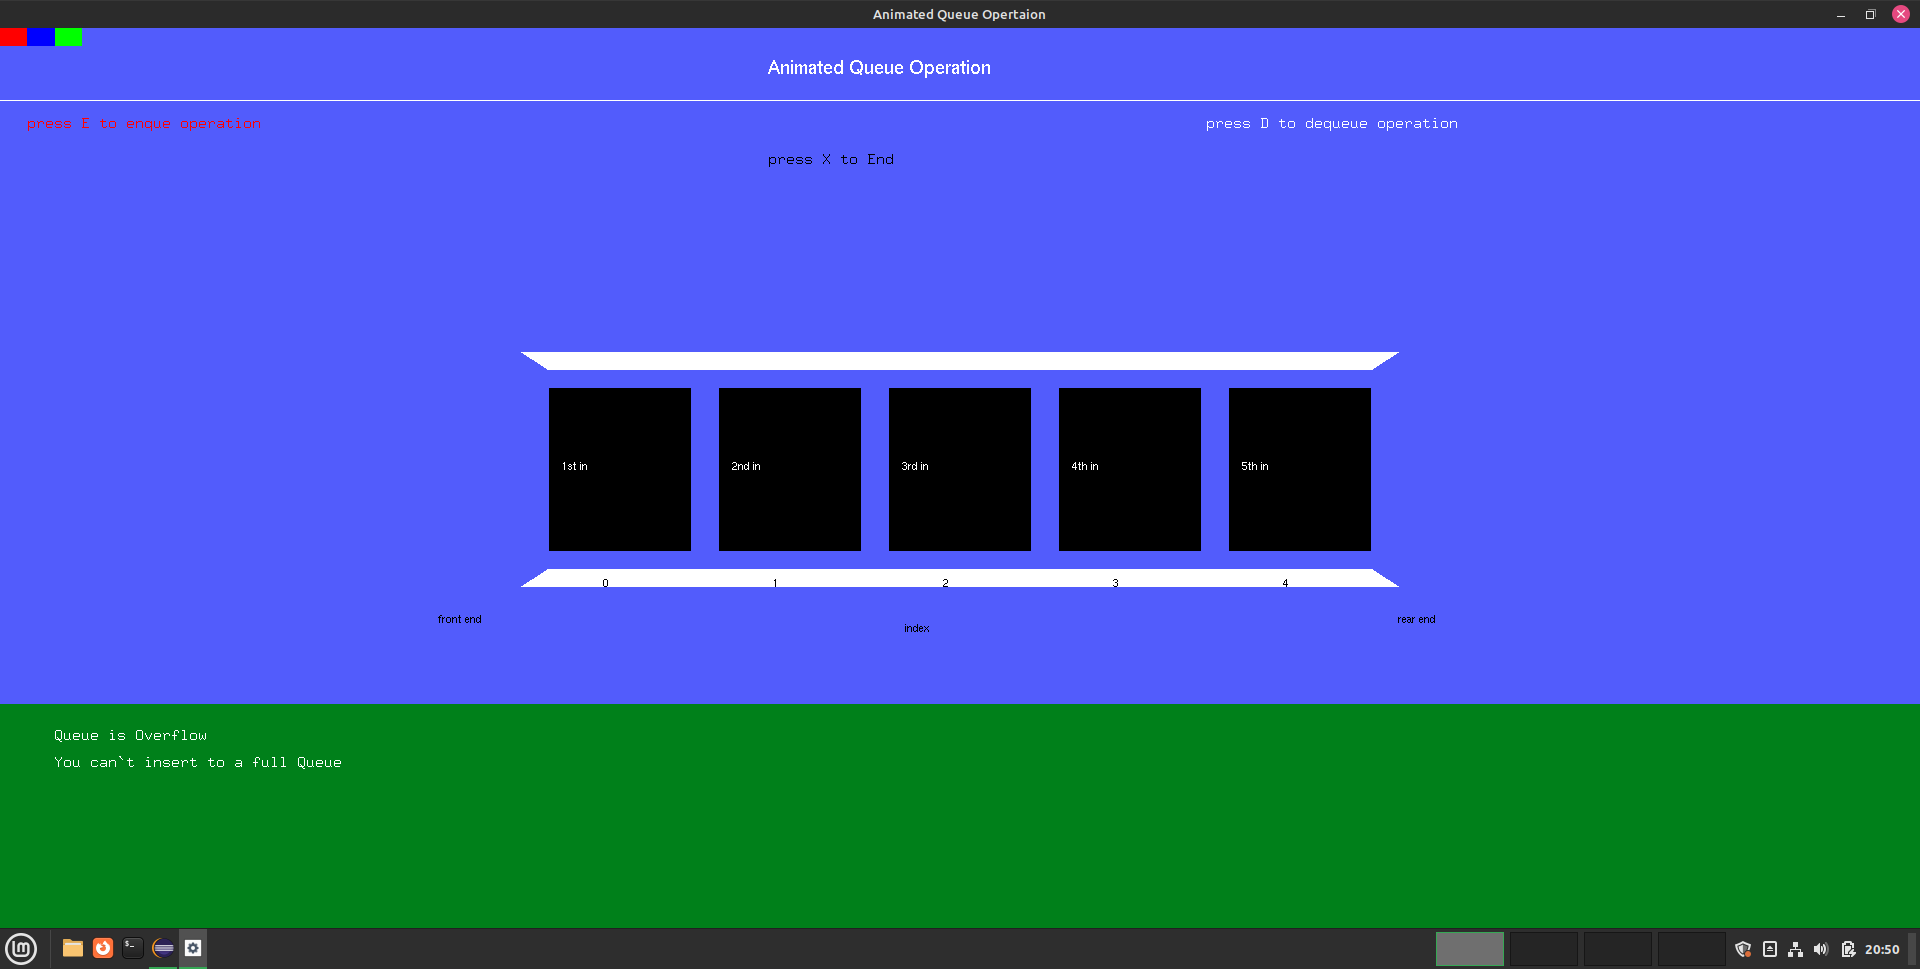 Animated Queue Opertaion
Animated Queue Operation
press E to enque operation
press D to dequeue operation
press X to End
1st in
2nd in
3rd in
4th in
5th in
0
1
2
3
4
front end
rear end
index
Queue is Overflow
You can`t insert to a full Queue
lm
$_
20:50